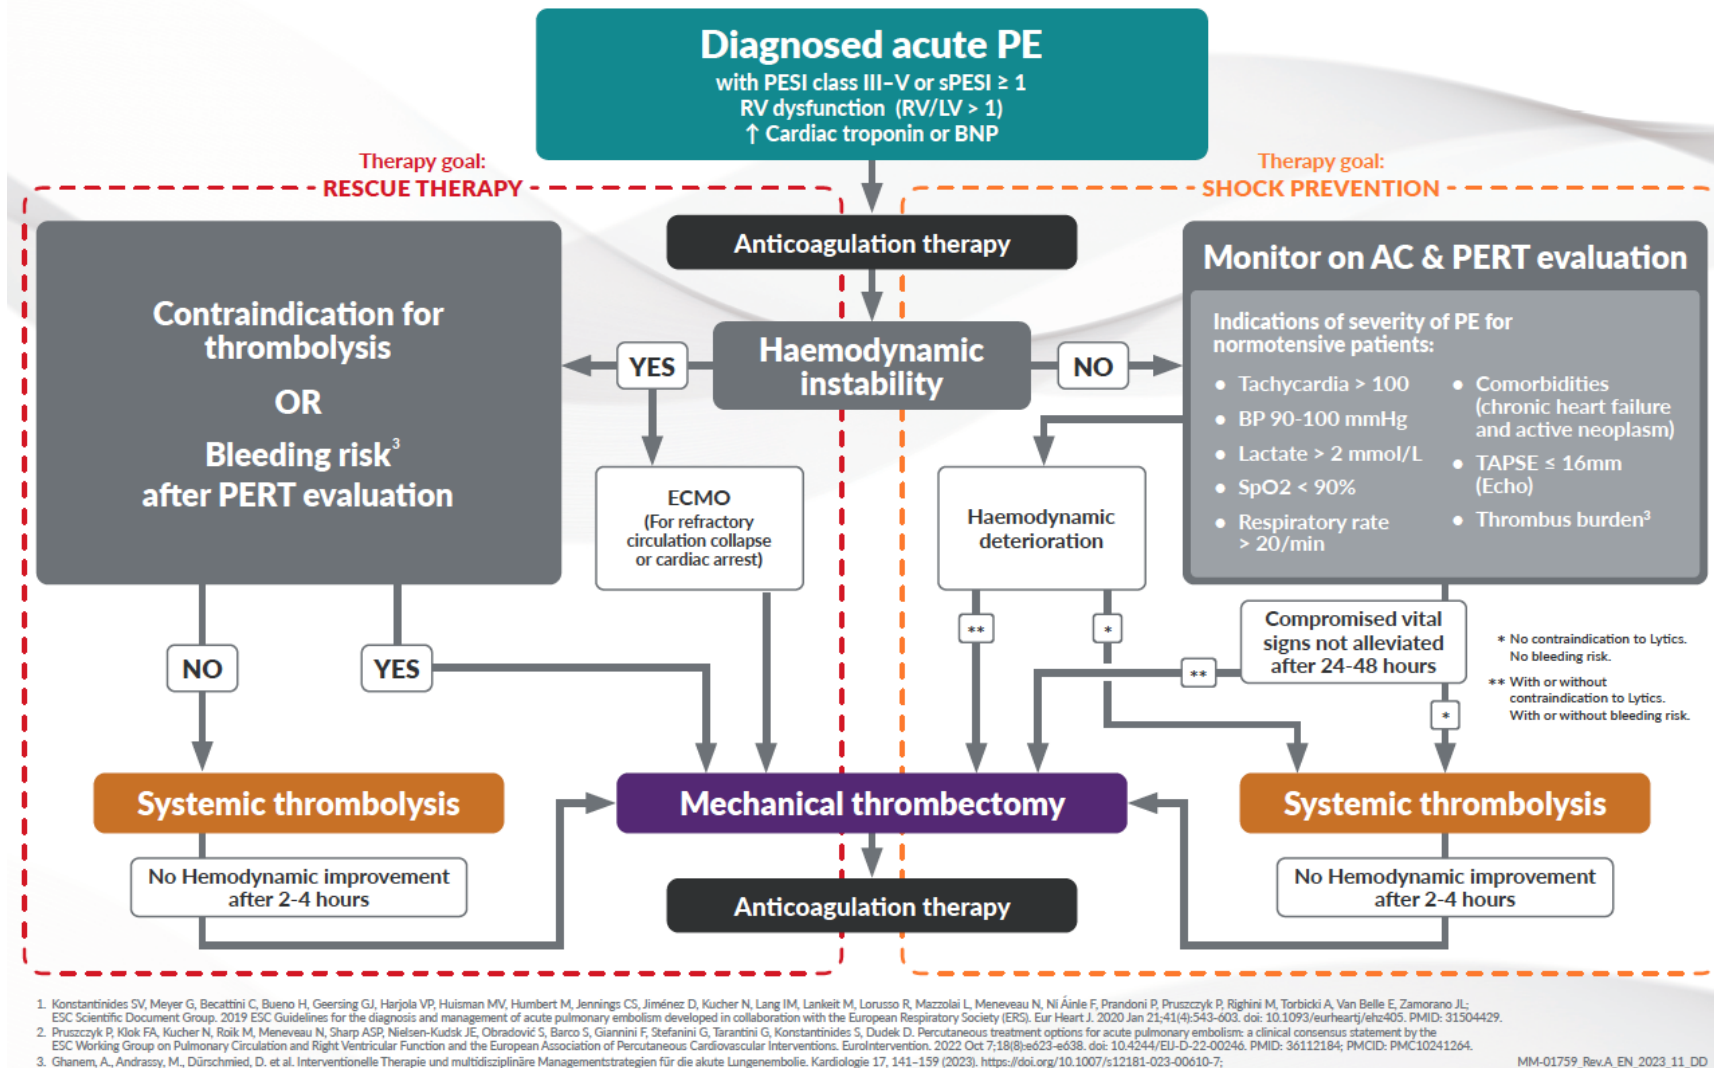 Diagnosed acute PE
with PESI class III–V or sPESI ≥ 1
RV dysfunction (RV/LV > 1)
↑ Cardiac troponin or BNP
Therapy goal:
RESCUE THERAPY
Therapy goal:
SHOCK PREVENTION
Anticoagulation therapy
Haemodynamic
instability
YES
NO
Contraindication for
thrombolysis
OR
Bleeding risk³
after PERT evaluation
ECMO
(For refractory
circulation collapse
or cardiac arrest)
Monitor on AC & PERT evaluation
Indications of severity of PE for
normotensive patients:
• Tachycardia > 100
• BP 90-100 mmHg
• Lactate > 2 mmol/L
• SpO2 < 90%
• Respiratory rate
> 20/min
• Comorbidities
(chronic heart failure
and active neoplasm)
• TAPSE ≤ 16mm
(Echo)
• Thrombus burden³
Haemodynamic
deterioration
**
*
Compromised vital
signs not alleviated
after 24-48 hours
**
*
* No contraindication to Lytics.
No bleeding risk.
** With or without
contraindication to Lytics.
With or without bleeding risk.
NO
YES
Systemic thrombolysis
Mechanical thrombectomy
Systemic thrombolysis
No Hemodynamic improvement
after 2-4 hours
Anticoagulation therapy
No Hemodynamic improvement
after 2-4 hours
1. Konstantinides SV, Meyer G, Becattini C, Bueno H, Geersing GJ, Harjola VP, Huisman MV, Humbert M, Jennings CS, Jiménez D, Kucher N, Lang IM, Lankeit M, Lorusso R, Mazzolai L, Meneveau N, Ní Áinle F, Prandoni P, Pruszczyk P, Righini M, Torbicki A, Van Belle E, Zamorano JL;
ESC Scientific Document Group. 2019 ESC Guidelines for the diagnosis and management of acute pulmonary embolism developed in collaboration with the European Respiratory Society (ERS). Eur Heart J. 2020 Jan 21;41(4):543-603. doi: 10.1093/eurheartj/ehz405. PMID: 31504429.
2. Pruszczyk P, Klok FA, Kucher N, Roik M, Meneveau N, Sharp ASP, Nielsen-Kudsk JE, Obradović S, Barco S, Giannini F, Stefanini G, Tarantini G, Konstantinides S, Dudek D. Percutaneous treatment options for acute pulmonary embolism: a clinical consensus statement by the
ESC Working Group on Pulmonary Circulation and Right Ventricular Function and the European Association of Percutaneous Cardiovascular Interventions. EuroIntervention. 2022 Oct 7;18(8):e623-e638. doi: 10.4244/EIJ-D-22-00246. PMID: 36112184; PMCID: PMC10241264.
3. Ghanem, A., Andrassy, M., Dürschmied, D. et al. Interventionelle Therapie und multidisziplinäre Managementstrategien für die akute Lungenembolie. Kardiologie 17, 141–159 (2023). https://doi.org/10.1007/s12181-023-00610-7;
MM-01759_Rev.A_EN_2023_11_DD